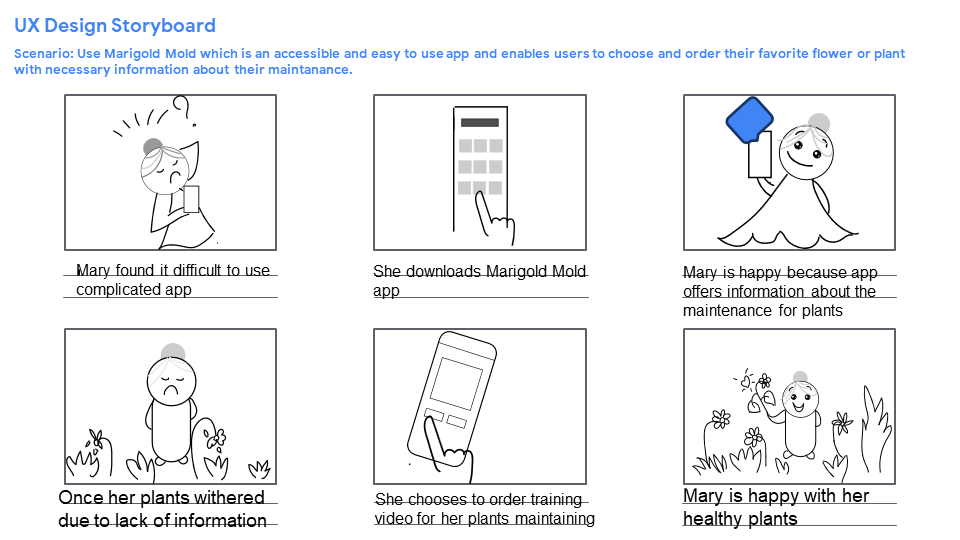 UX Design Storyboard
Scenario: Use Marigold Mold which is an accessible and easy to use app and enables users to choose and order their favorite flower or plant
with necessary information about their maintanance.
?
Mary found it difficult to use
complicated app
She downloads Marigold Mold
app
Mary is happy because app
offers information about the
maintenance for plants
Once her plants withered
due to lack of information
She chooses to order training
video for her plants maintaining
Mary is happy with her
healthy plants